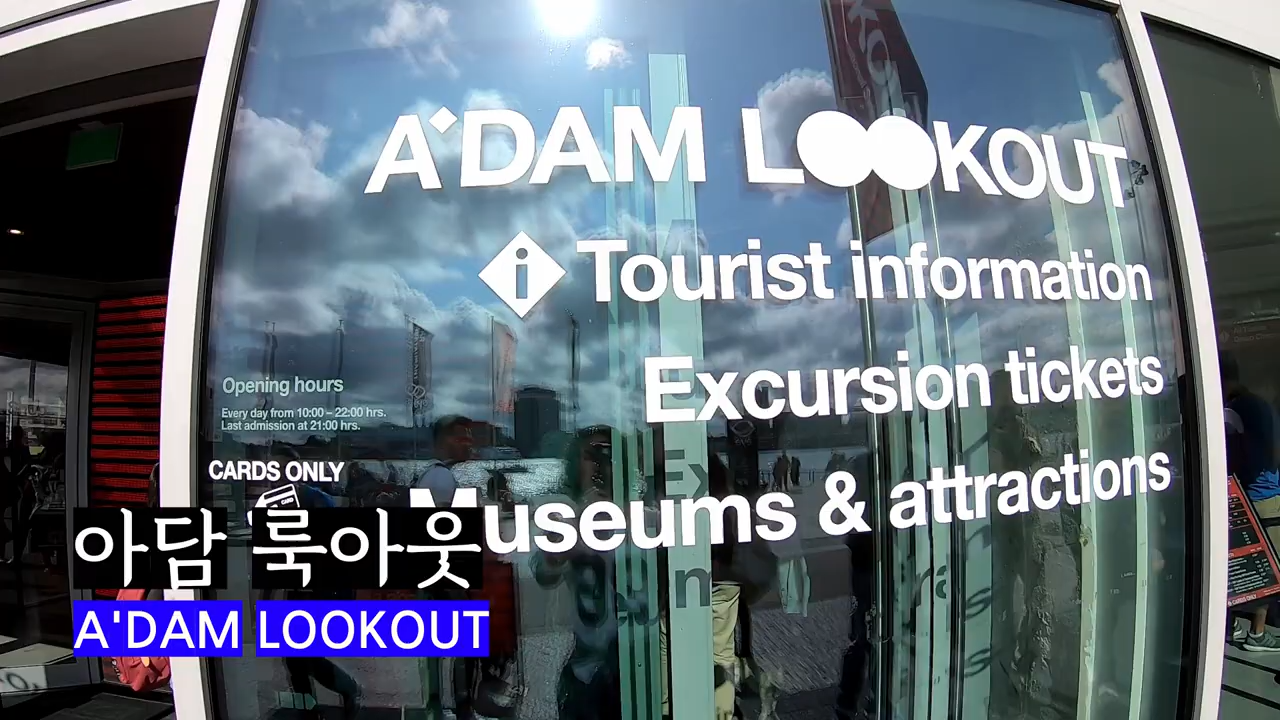 A'DAM LOOKOUT
i Tourist information
Excursion tickets
Museums & attractions
Opening hours
Every day from 10:00 – 22:00 hrs.
Last admission at 21:00 hrs.
CARDS ONLY
아담 룩아웃
A'DAM LOOKOUT